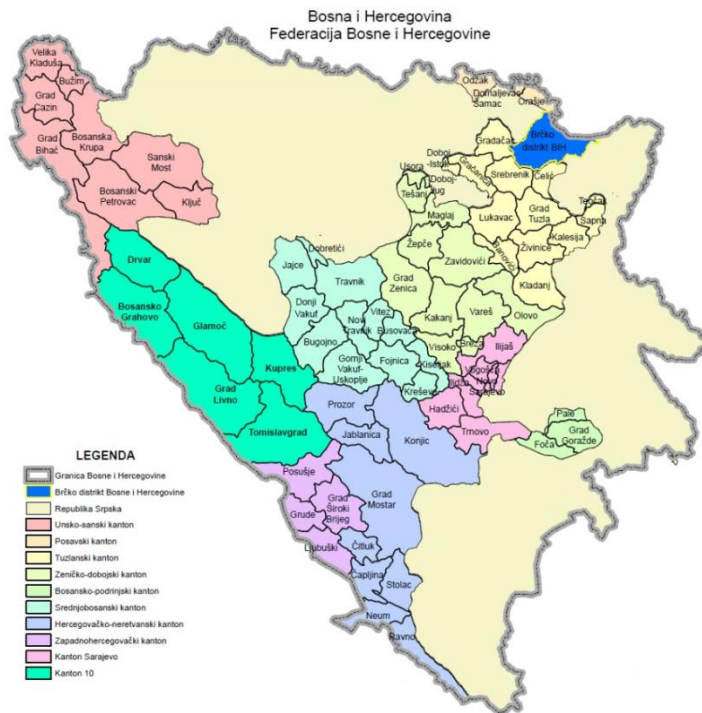 Bosna i Hercegovina
Federacija Bosne i Hercegovine
Velika
Kladuša
Bužim
Grad
Cazin
Grad
Bihać
Bosanska
Krupa
Sanski
Most
Bosanski
Petrovac
Ključ
Odžak
Domaljevac
Samac
Orašje
Brčko
distrikt BIH
Gradačac
Doboj
-Istok
Gračanica
Srebrenik
Čelić
Usora
Doboj
-Jug
Tešanj
Maglaj
Lukavac
Grad
Tuzla
Teočak
Sapna
Kalesija
Živinice
Banovići
Kladanj
Žepče
Zavidovići
Grad
Zenica
Kakanj
Vareš
Olovo
Visoko
Breza
Dobretići
Jajce
Travnik
Donji
Vakuf
Vitez
Novi
Travnik
Busovača
Bugojno
Gornji
Vakuf-
Uskoplje
Fojnica
Kiseljak
Kreševo
Ilijaš
Vogošća
Novo
Sarajevo
Ilidža
Hadžići
Trnovo
Pale
Grad
Goražde
Foča
Drvar
Bosansko
Grahovo
Glamoč
Kupres
Grad
Livno
Tomislavgrad
Prozor
Jablanica
Konjic
Posušje
Grad
Široki
Brijeg
Grude
Ljubuški
Grad
Mostar
Čitluk
Čapljina
Stolac
Neum
Ravno
LEGENDA
Granica Bosne i Hercegovine
Brčko distrikt Bosne i Hercegovine
Republika Srpska
Unsko-sanski kanton
Posavski kanton
Tuzlanski kanton
Zeničko-dobojski kanton
Bosansko-podrinjski kanton
Srednjobosanski kanton
Hercegovačko-neretvanski kanton
Zapadnohercegovački kanton
Kanton Sarajevo
Kanton 10